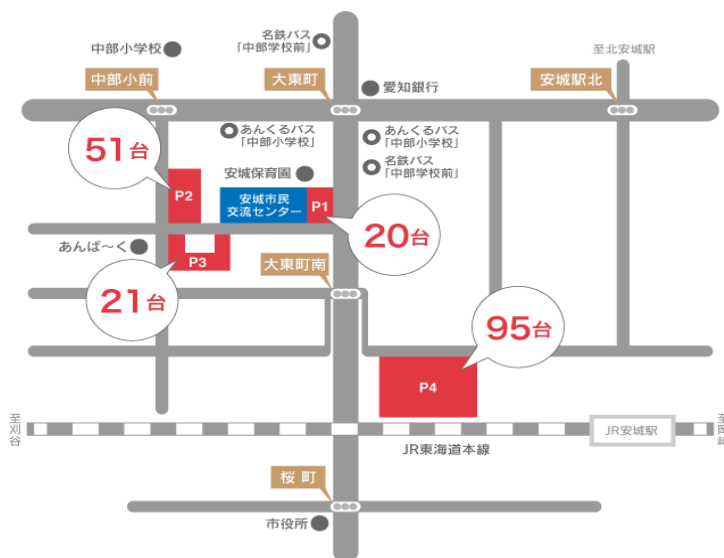 名鉄バス
「中部学校前」
中部小学校
至北安城駅
中部小前
大東町
愛知銀行
安城駅北
51台
あんくるバス
「中部小学校」
あんくるバス
「中部小学校」
名鉄バス
「中部学校前」
安城保育園
P2
安城市民
交流センター
P1
20台
あんぱ～く
P3
大東町南
21台
95台
P4
至刈谷
JR東海道本線
JR安城駅
至岡崎
桜町
市役所